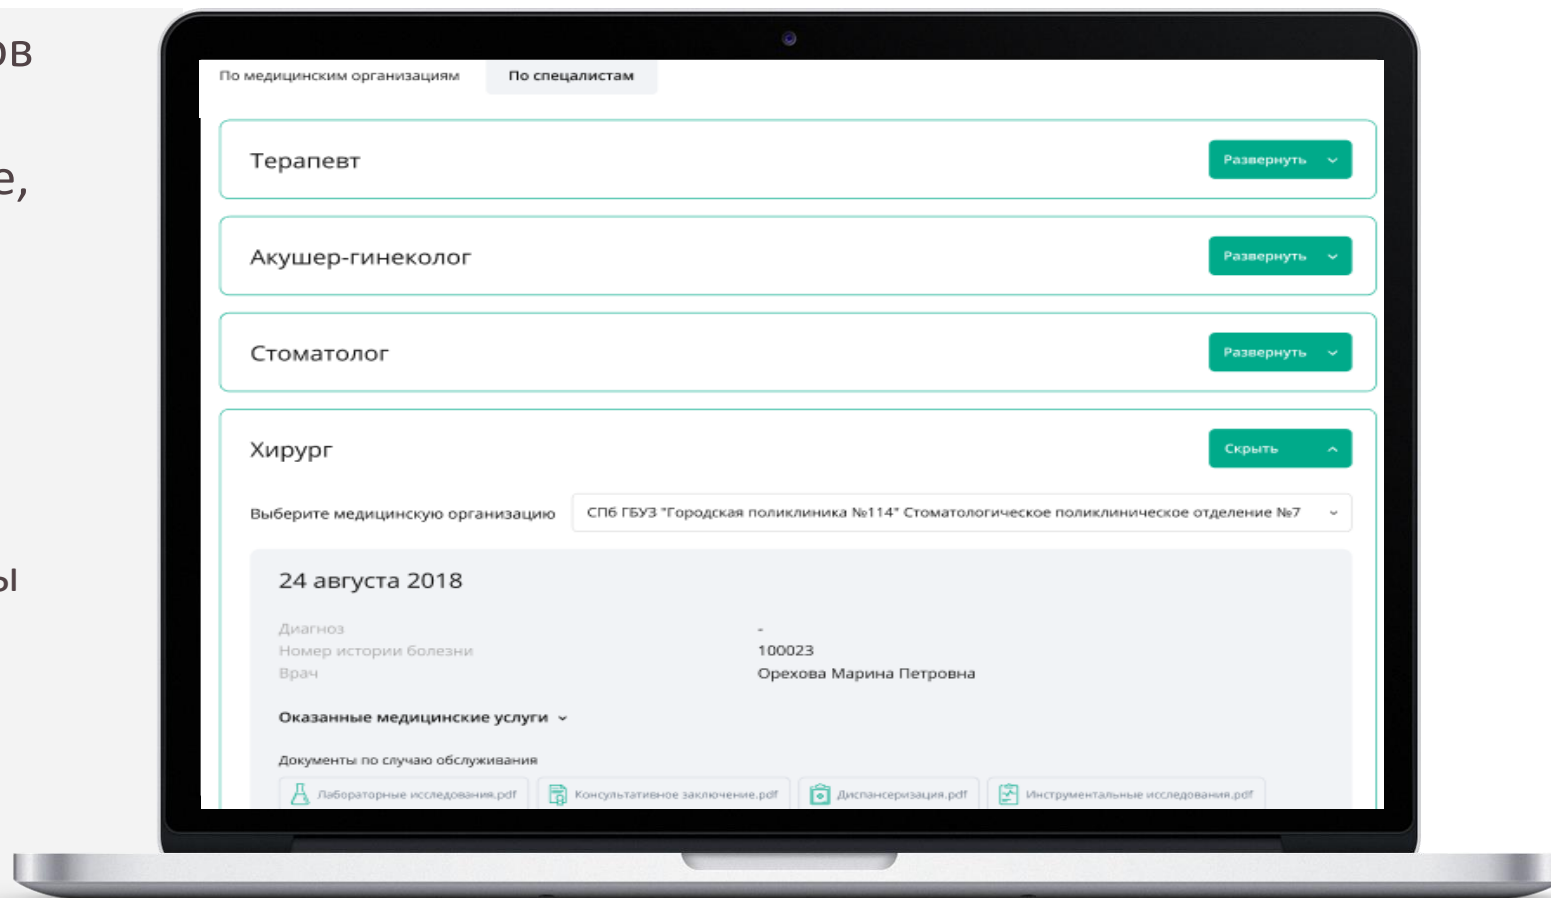 ов
е,
ы
По медицинским организациям По спецалистам
Терапевт Развернуть
Акушер-гинеколог Развернуть
Стоматолог Развернуть
Хирург Скрыть
Выберите медицинскую организацию СПб ГБУЗ "Городская поликлиника №114" Стоматологическое поликлиническое отделение №7
24 августа 2018
Диагноз -
Номер истории болезни 100023
Врач Орехова Марина Петровна
Оказанные медицинские услуги
Документы по случаю обслуживания
Лабораторные исследования.pdf Консультативное заключение.pdf Диспансеризация.pdf Инструментальные исследования.pdf